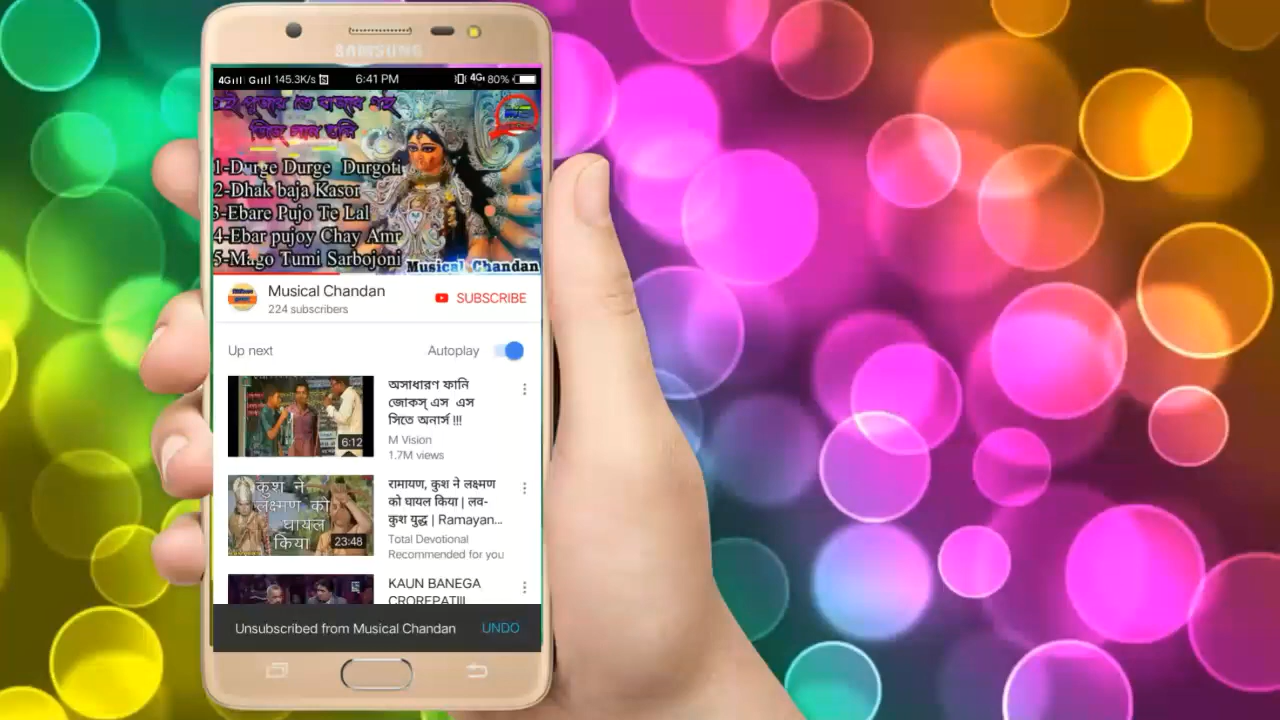 SAMSUNG
4G G 145.3K/s 6:41 PM 4G 80%
1-Durge Durge Durgoti
2-Dhak baja Kasor
3-Ebare Pujo Te Lal
4-Ebar pujoy Chay Amr
5-Mago Tumi Sarbojoni
Musical Chandan
Musical Chandan
SUBSCRIBE
224 subscribers
Up next
Autoplay
অসাধারণ ফানি
জোকস্ এস এস
সিতে অনার্স !!!
M Vision
1.7M views
6:12
कुश ने
लक्ष्मण को
घायल
किया
23:48
रामायण, कुश ने लक्ष्मण
को घायल किया | लव-
कुश युद्ध | Ramayan...
Total Devotional
Recommended for you
KAUN BANEGA
CROREPATI||
Unsubscribed from Musical Chandan
UNDO